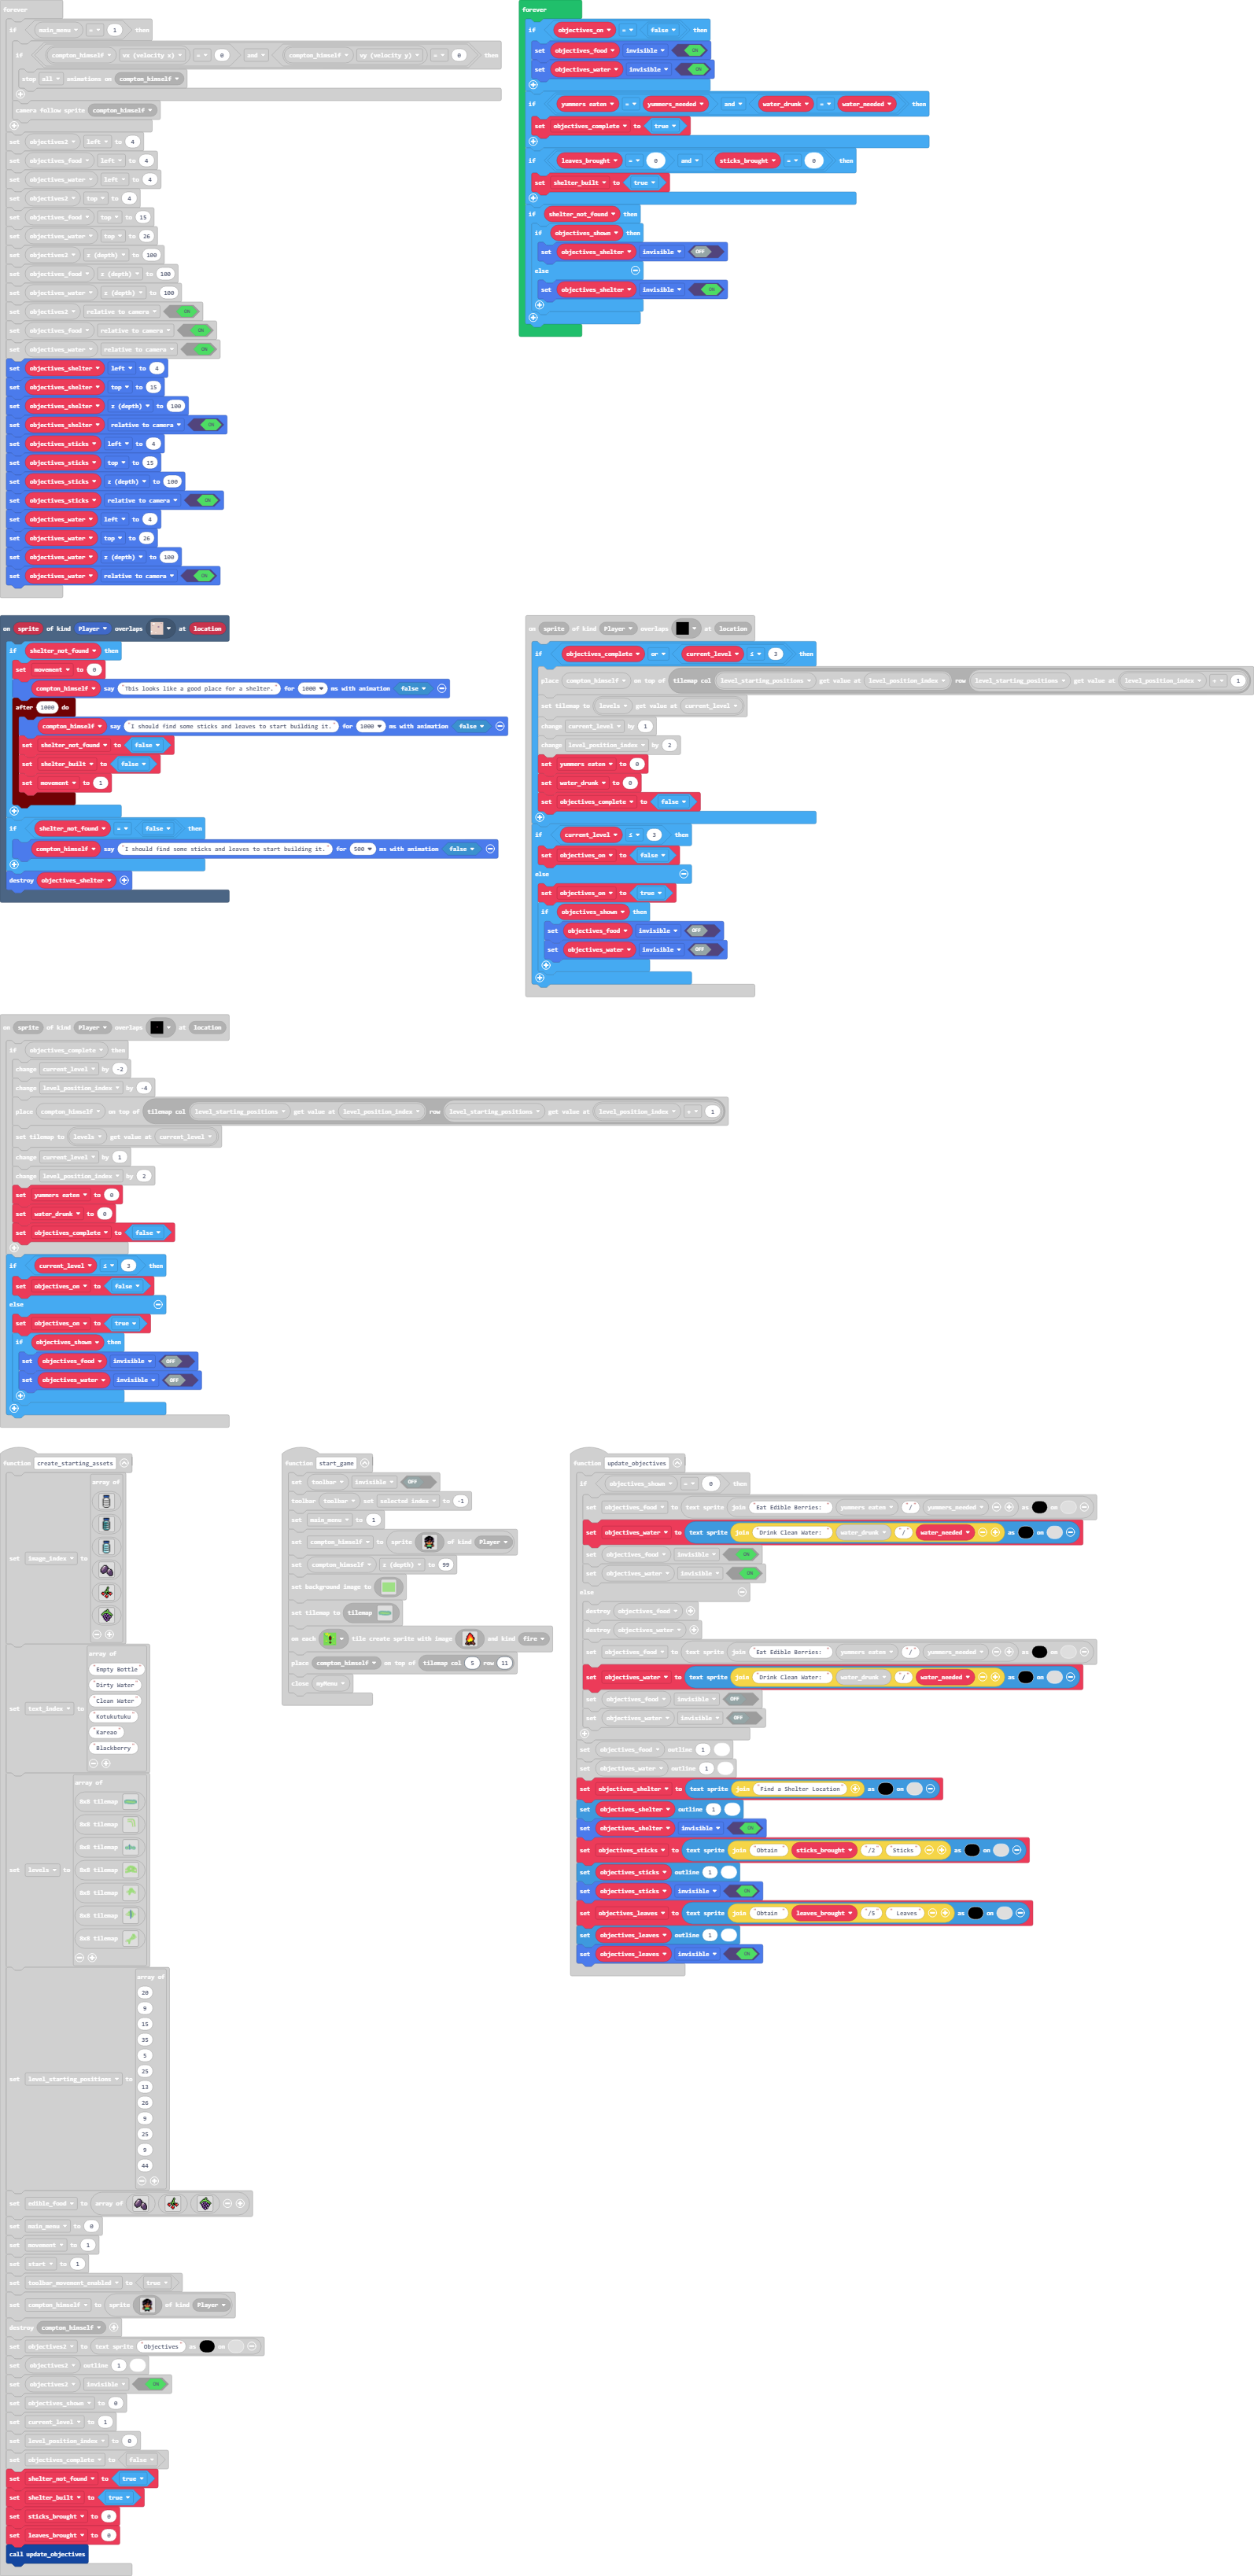 forever
if main_menu = 1 then
if compton_himself vx (velocity x) = 0 and compton_himself vy (velocity y) = 0 then
stop all animations on compton_himself
camera follow sprite compton_himself
set objectives2 left to 4
set objectives_food left to 4
set objectives_water left to 4
set objectives2 top to 4
set objectives_food top to 15
set objectives_water top to 26
set objectives2 z (depth) to 100
set objectives_food z (depth) to 100
set objectives_water z (depth) to 100
set objectives2 relative to camera ON
set objectives_food relative to camera ON
set objectives_water relative to camera ON
set objectives_shelter left to 4
set objectives_shelter top to 15
set objectives_shelter z (depth) to 100
set objectives_shelter relative to camera ON
set objectives_sticks left to 4
set objectives_sticks top to 15
set objectives_sticks z (depth) to 100
set objectives_sticks relative to camera ON
set objectives_water left to 4
set objectives_water top to 26
set objectives_water z (depth) to 100
set objectives_water relative to camera ON
forever
if objectives_on = false then
set objectives_food invisible ON
set objectives_water invisible ON
if yummers eaten = yummers_needed and water_drunk = water_needed then
set objectives_complete to true
if leaves_brought = 0 and sticks_brought = 0 then
set shelter_built to true
if shelter_not_found then
if objectives_shown then
set objectives_shelter invisible OFF
else
set objectives_shelter invisible ON
on sprite of kind Player overlaps at location
if shelter_not_found then
set movement to 0
compton_himself say "This looks like a good place for a shelter." for 1000 ms with animation false
after 1000 do
compton_himself say "I should find some sticks and leaves to start building it." for 1000 ms with animation false
set shelter_not_found to false
set shelter_built to false
set movement to 1
if shelter_not_found = false then
compton_himself say "I should find some sticks and leaves to start building it." for 500 ms with animation false
destroy objectives_shelter
on sprite of kind Player overlaps at location
if objectives_complete or current_level ≤ 3 then
place compton_himself on top of tilemap col level_starting_positions get value at level_position_index row level_starting_positions get value at level_position_index + 1
set tilemap to levels get value at current_level
change current_level by 1
change level_position_index by 2
set yummers eaten to 0
set water_drunk to 0
set objectives_complete to false
if current_level ≤ 3 then
set objectives_on to false
else
set objectives_on to true
if objectives_shown then
set objectives_food invisible OFF
set objectives_water invisible OFF
on sprite of kind Player overlaps at location
if objectives_complete then
change current_level by -2
change level_position_index by -4
place compton_himself on top of tilemap col level_starting_positions get value at level_position_index row level_starting_positions get value at level_position_index + 1
set tilemap to levels get value at current_level
change current_level by 1
change level_position_index by 2
set yummers eaten to 0
set water_drunk to 0
set objectives_complete to false
if current_level ≤ 3 then
set objectives_on to false
else
set objectives_on to true
if objectives_shown then
set objectives_food invisible OFF
set objectives_water invisible OFF
function create_starting_assets
array of
set image_index to
array of
"Empty Bottle"
"Dirty Water"
"Clean Water"
"Kotukutuku"
"Kareao"
"Blackberry"
set text_index to
array of
8x8 tilemap
8x8 tilemap
8x8 tilemap
8x8 tilemap
8x8 tilemap
8x8 tilemap
8x8 tilemap
set levels to
array of
20
9
15
35
5
25
13
26
9
25
9
44
set level_starting_positions to
set edible_food to array of
set main_menu to 0
set movement to 1
set start to 1
set toolbar_movement_enabled to true
set compton_himself to sprite of kind Player
destroy compton_himself
set objectives2 to text sprite "Objectives" as on
set objectives2 outline 1
set objectives2 invisible ON
set objectives_shown to 0
set current_level to 1
set level_position_index to 0
set objectives_complete to false
set shelter_not_found to true
set shelter_built to true
set sticks_brought to 0
set leaves_brought to 0
call update_objectives
function start_game
set toolbar invisible OFF
toolbar toolbar set selected index to -1
set main_menu to 1
set compton_himself to sprite of kind Player
set compton_himself z (depth) to 99
set background image to
set tilemap to tilemap
on each tile create sprite with image and kind fire
place compton_himself on top of tilemap col 5 row 11
close myMenu
function update_objectives
if objectives_shown = 0 then
set objectives_food to text sprite join "Eat Edible Berries: " yummers eaten "/" yummers_needed as on
set objectives_water to text sprite join "Drink Clean Water: " water_drunk "/" water_needed as on
set objectives_food invisible ON
set objectives_water invisible ON
else
destroy objectives_food
destroy objectives_water
set objectives_food to text sprite join "Eat Edible Berries: " yummers eaten "/" yummers_needed as on
set objectives_water to text sprite join "Drink Clean Water: " water_drunk "/" water_needed as on
set objectives_food invisible OFF
set objectives_water invisible OFF
set objectives_food outline 1
set objectives_water outline 1
set objectives_shelter to text sprite join "Find a Shelter Location" as on
set objectives_shelter outline 1
set objectives_shelter invisible ON
set objectives_sticks to text sprite join "Obtain " sticks_brought "/2 " "Sticks" as on
set objectives_sticks outline 1
set objectives_sticks invisible ON
set objectives_leaves to text sprite join "Obtain " leaves_brought "/5 " "Leaves" as on
set objectives_leaves outline 1
set objectives_leaves invisible ON